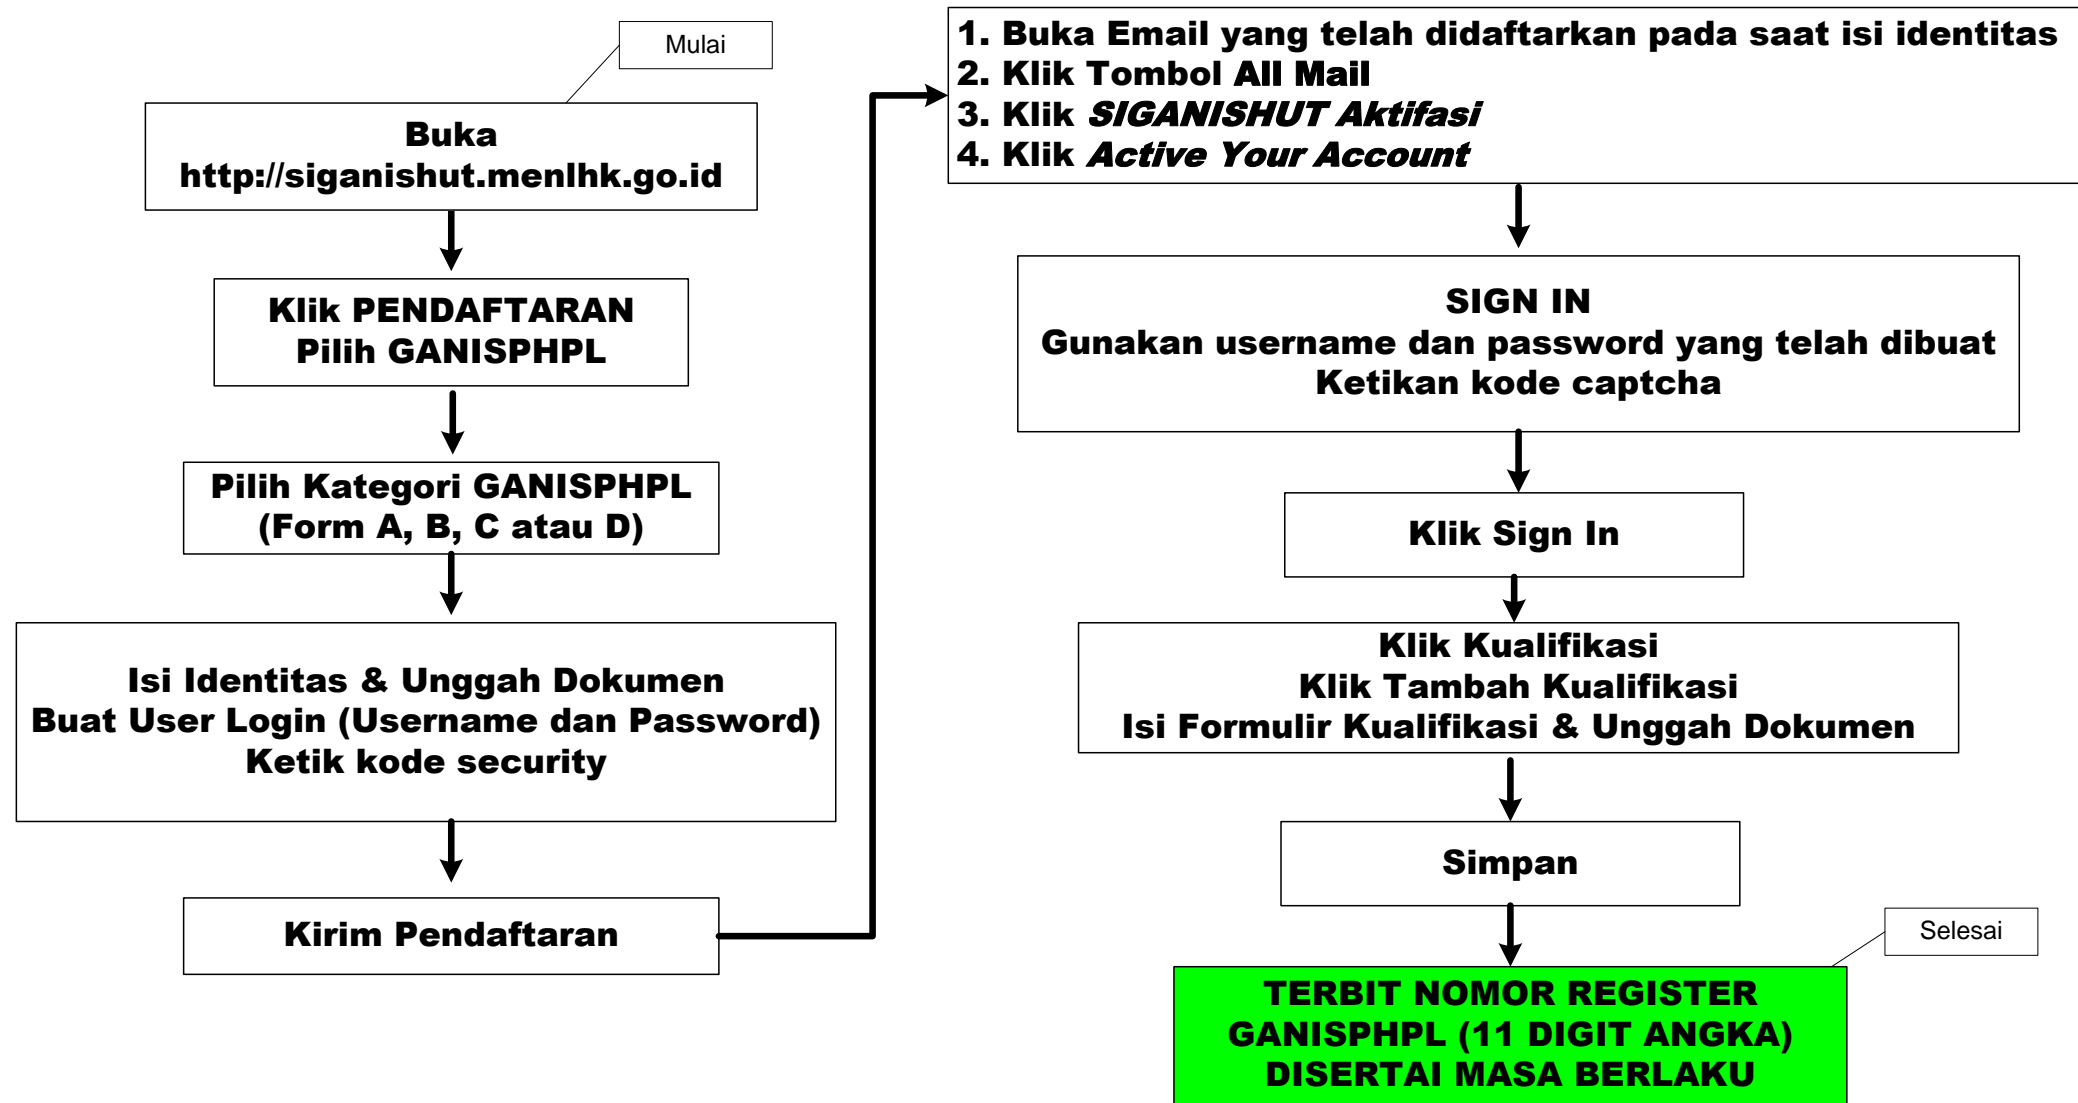 Mulai
Buka
http://siganishut.menlhk.go.id
Klik PENDAFTARAN
Pilih GANISPHPL
Pilih Kategori GANISPHPL
(Form A, B, C atau D)
Isi Identitas & Unggah Dokumen
Buat User Login (Username dan Password)
Ketik kode security
Kirim Pendaftaran
1. Buka Email yang telah didaftarkan pada saat isi identitas
2. Klik Tombol All Mail
3. Klik SIGANISHUT Aktifasi
4. Klik Active Your Account
SIGN IN
Gunakan username dan password yang telah dibuat
Ketikan kode captcha
Klik Sign In
Klik Kualifikasi
Klik Tambah Kualifikasi
Isi Formulir Kualifikasi & Unggah Dokumen
Simpan
Selesai
TERBIT NOMOR REGISTER
GANISPHPL (11 DIGIT ANGKA)
DISERTAI MASA BERLAKU